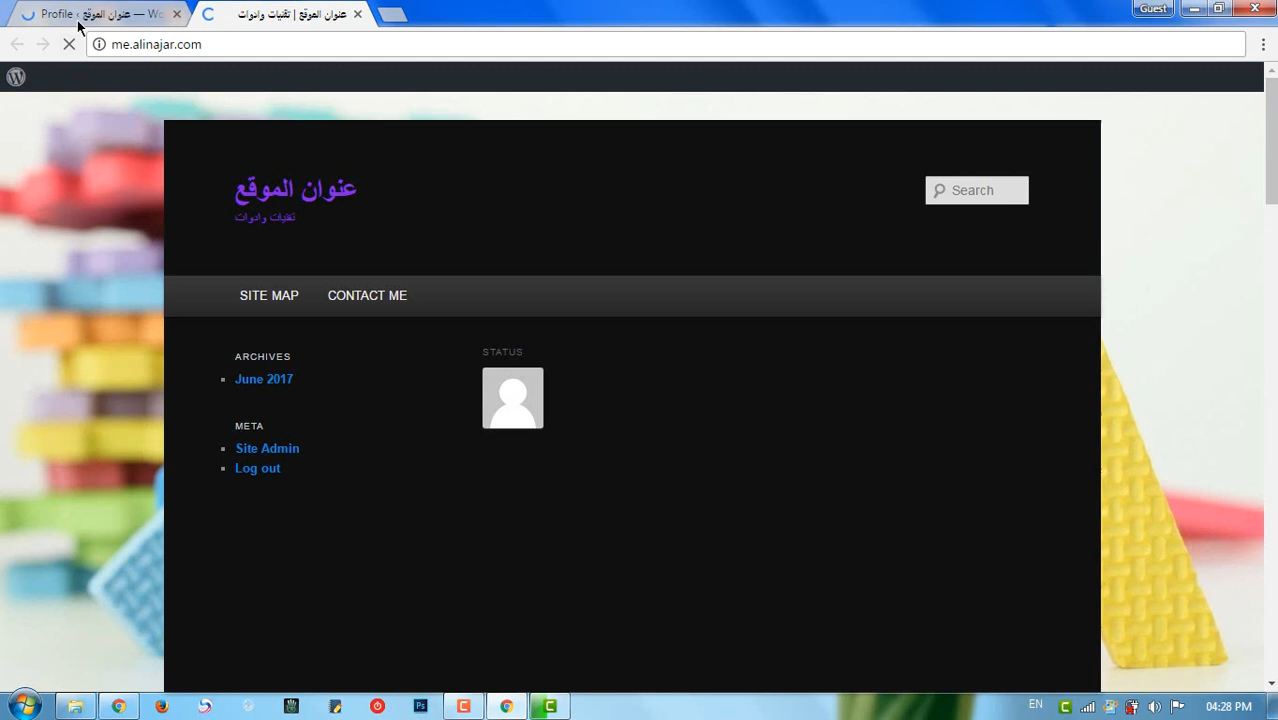 Profile ‹ عنوان الموقع — Wo
عنوان الموقع | تقنيات وادوات
Guest
me.alinajar.com
عنوان الموقع
تقنيات وادوات
Search
SITE MAP
CONTACT ME
ARCHIVES
June 2017
META
Site Admin
Log out
STATUS
EN
04:28 PM